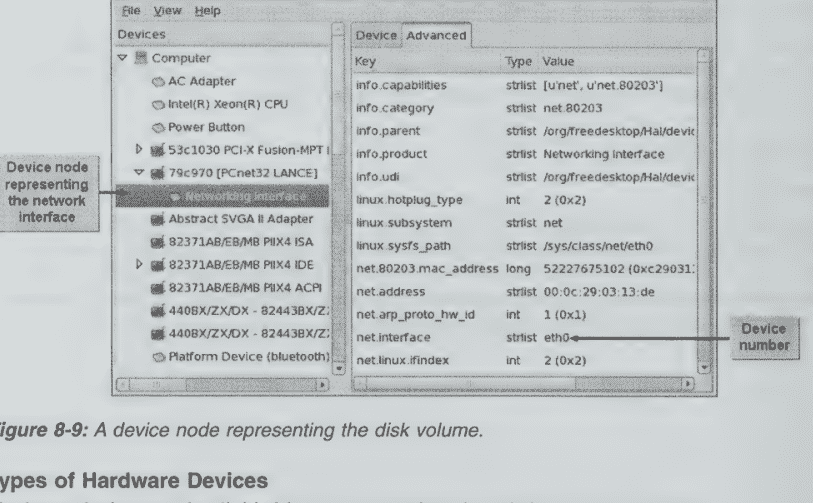 File View Help
Devices
Computer
AC Adapter
Intel(R) Xeon(R) CPU
Power Button
53c1030 PCI-X Fusion-MPT
79c970 [PCnet32 LANCE]
Networking Interface
Abstract SVGA II Adapter
82371AB/EB/MB PIIX4 ISA
82371AB/EB/MB PIIX4 IDE
82371AB/EB/MB PIIX4 ACPI
440BX/ZX/DX - 82443BX/Z
440BX/ZX/DX - 82443BX/Z
Platform Device (bluetooth)
Device node
representing
the network
interface
Device Advanced
Key Type Value
info.capabilities strlist [u'net', u'net.80203']
info.category strlist net.80203
info.parent strlist /org/freedesktop/Hal/devic
info.product strlist Networking Interface
info.udi strlist /org/freedesktop/Hal/devic
linux.hotplug_type int 2 (0x2)
linux.subsystem strlist net
linux.sysfs_path strlist /sys/class/net/eth0
net.80203.mac_address long 52227675102 (0xc29031
net.address strlist 00:0c:29:03:13:de
net.arp_proto_hw_id int 1 (0x1)
net.interface strlist eth0
net.linux.ifindex int 2 (0x2)
Device
number
igure 8-9: A device node representing the disk volume.
ypes of Hardware Devices